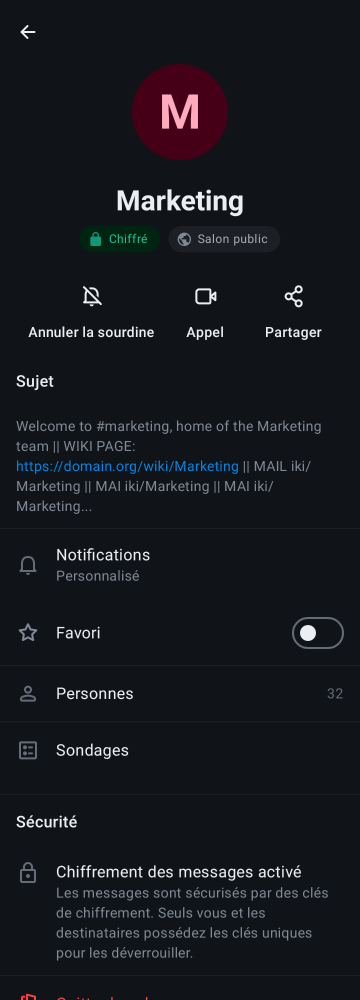 M
Marketing
Chiffré
Salon public
Annuler la sourdine
Appel
Partager
Sujet
Welcome to #marketing, home of the Marketing
team || WIKI PAGE:
https://domain.org/wiki/Marketing || MAIL iki/
Marketing || MAI iki/Marketing || MAI iki/
Marketing...
Notifications
Personnalisé
Favori
Personnes
32
Sondages
Sécurité
Chiffrement des messages activé
Les messages sont sécurisés par des clés
de chiffrement. Seuls vous et les
destinataires possédez les clés uniques
pour les déverrouiller.